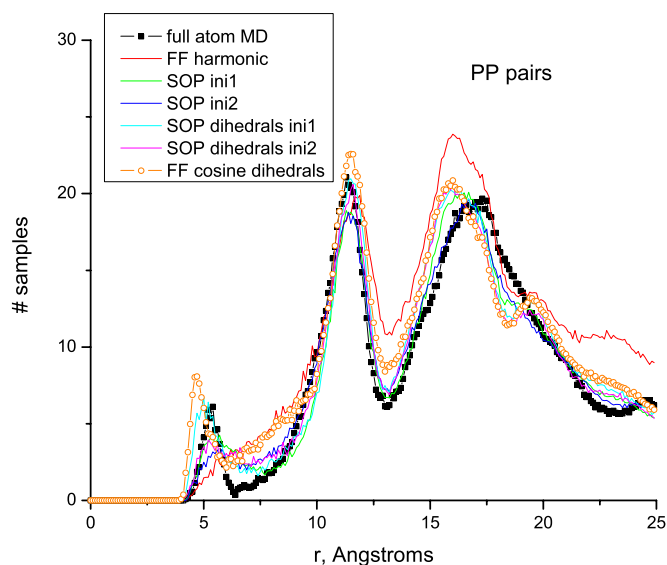 30
20
10
0
# samples
full atom MD
FF harmonic
SOP ini1
SOP ini2
SOP dihedrals ini1
SOP dihedrals ini2
FF cosine dihedrals
PP pairs
0 5 10 15 20 25
r, Angstroms